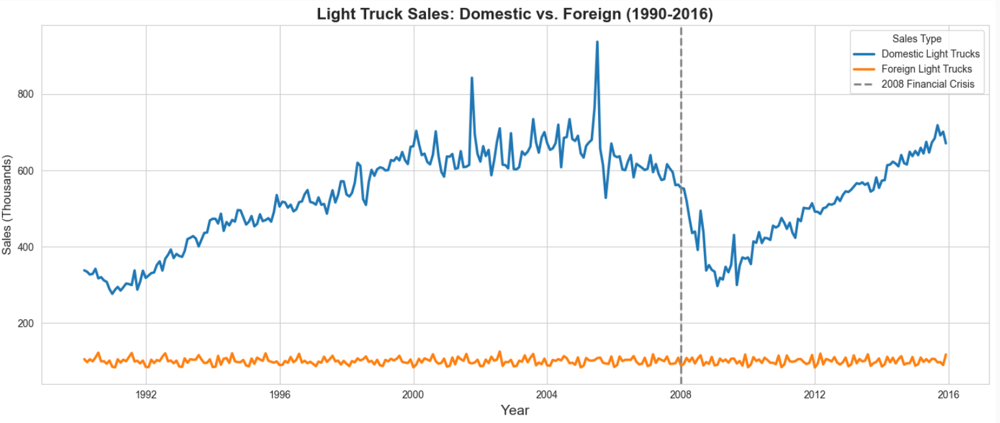 Light Truck Sales: Domestic vs. Foreign (1990-2016)
Sales Type
Domestic Light Trucks
Foreign Light Trucks
2008 Financial Crisis
Sales (Thousands)
800
600
400
200
1992 1996 2000 2004 2008 2012 2016
Year